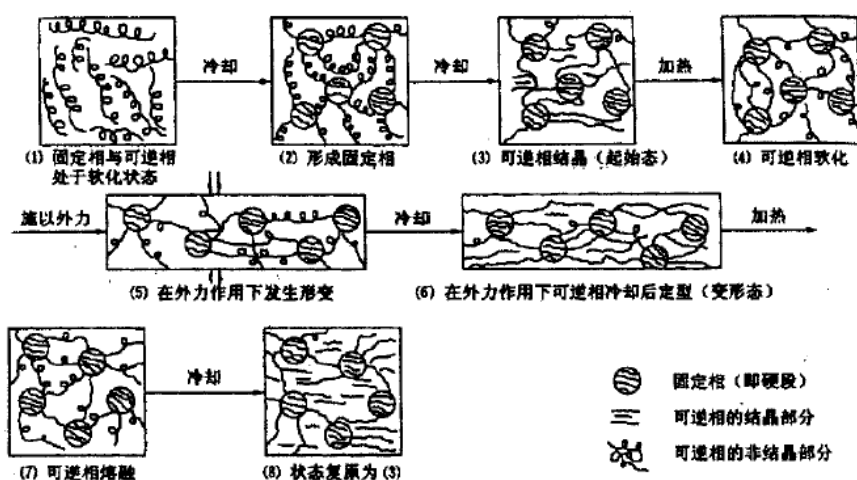 冷却
冷却
加热
(1) 固定相与可逆相
处于软化状态
(2) 形成固定相
(3) 可逆相结晶（起始态）
(4) 可逆相软化
施以外力
冷却
加热
(5) 在外力作用下发生形变
(6) 在外力作用下可逆相冷却后定型（变形态）
冷却
固定相（即硬段）
可逆相的结晶部分
可逆相的非结晶部分
(7) 可逆相熔融
(8) 状态复原为 (3)